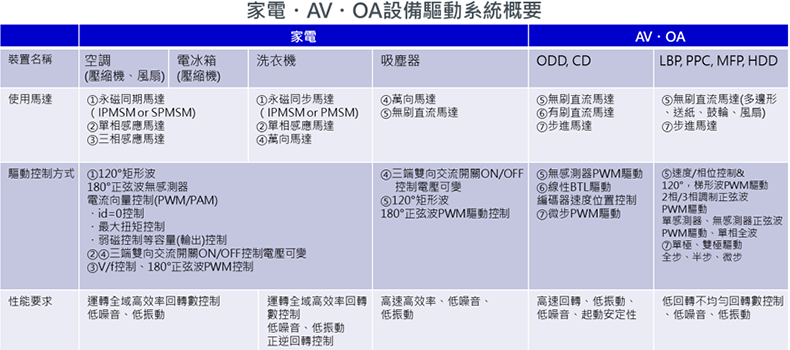 家電・AV・OA設備驅動系統概要
家電
AV・OA
裝置名稱
空調
(壓縮機、風扇)
電冰箱
(壓縮機)
洗衣機
吸塵器
ODD, CD
LBP, PPC, MFP, HDD
使用馬達
①永磁同期馬達
( IPMSM or SPMSM)
②單相感應馬達
③三相感應馬達
①永磁同步馬達
( IPMSM or PMSM)
②單相感應馬達
④萬向馬達
④萬向馬達
⑤無刷直流馬達
⑤無刷直流馬達
⑥有刷直流馬達
⑦步進馬達
⑤無刷直流馬達(多邊形
、送紙、鼓輪、風扇)
⑦步進馬達
驅動控制方式
①120°矩形波
180°正弦波無感測器
電流向量控制(PWM/PAM)
・id=0控制
・最大扭矩控制
・弱磁控制等容量(輸出)控制
②④三端雙向交流開關ON/OFF控制電壓可變
③V/f控制、180°正弦波PWM控制
④三端雙向交流開關ON/OFF
控制電壓可變
⑤120°矩形波
180°正弦波PWM驅動控制
⑤無感測器PWM驅動
⑥線性BTL驅動
編碼器速度位置控制
⑦微步PWM驅動
⑤速度/相位控制&
120°，梯形波PWM驅動
2相/3相調制正弦波
PWM驅動
單感測器、無感測器正弦波
PWM驅動、單相全波
⑦單極、雙極驅動
全步、半步、微步
性能要求
運轉全域高效率回轉數控制
低噪音、低振動
運轉全域高效率回轉
數控制
低噪音、低振動
正逆回轉控制
高速高效率、低噪音、
低振動
高速回轉、低振動、
低噪音、起動安定性
低回轉不均勻回轉數控制
、低噪音、低振動